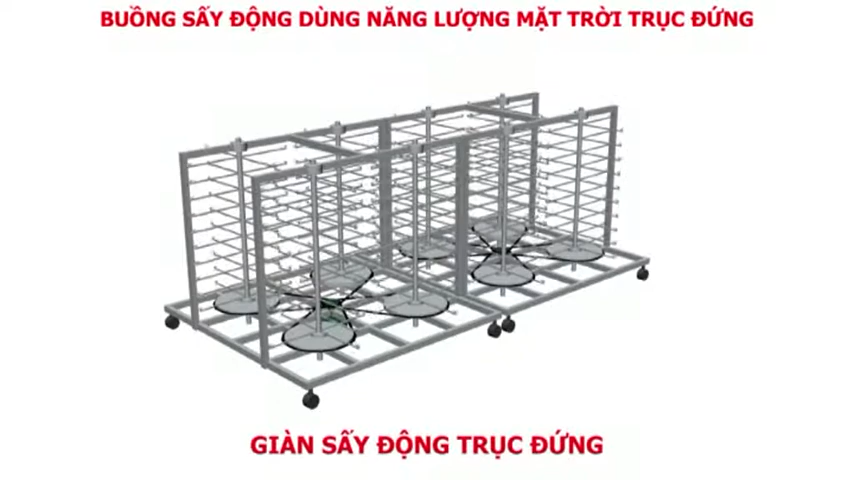 BUỒNG SẤY ĐỘNG DÙNG NĂNG LƯỢNG MẶT TRỜI TRỤC ĐỨNG
GIÀN SẤY ĐỘNG TRỤC ĐỨNG